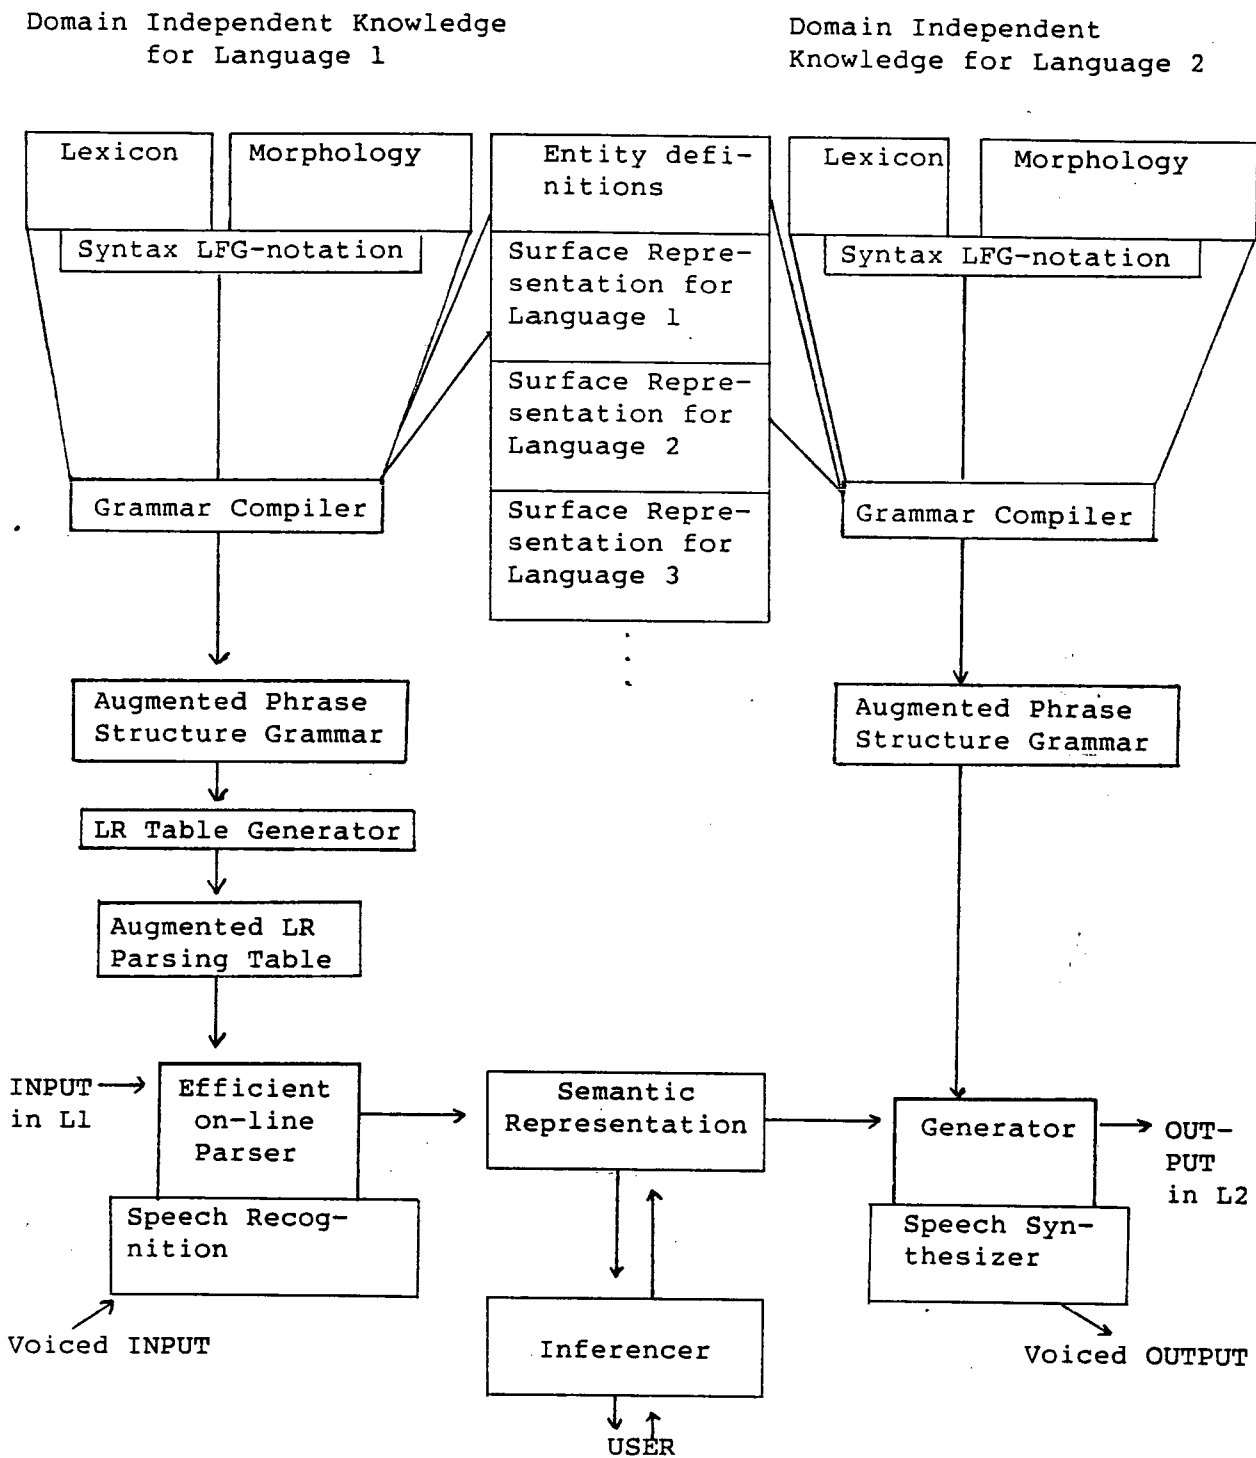 Domain Independent Knowledge
for Language 1
Domain Independent
Knowledge for Language 2
Lexicon
Morphology
Syntax LFG-notation
Entity defi-
nitions
Surface Repre-
sentation for
Language 1
Surface Repre-
sentation for
Language 2
Surface Repre-
sentation for
Language 3
Lexicon
Morphology
Syntax LFG-notation
Grammar Compiler
Grammar Compiler
Augmented Phrase
Structure Grammar
Augmented Phrase
Structure Grammar
LR Table Generator
Augmented LR
Parsing Table
INPUT
in L1
Efficient
on-line
Parser
Speech Recog-
nition
Voiced INPUT
Semantic
Representation
Inferencer
USER
Generator
Speech Syn-
thesizer
OUT-
PUT
in L2
Voiced OUTPUT